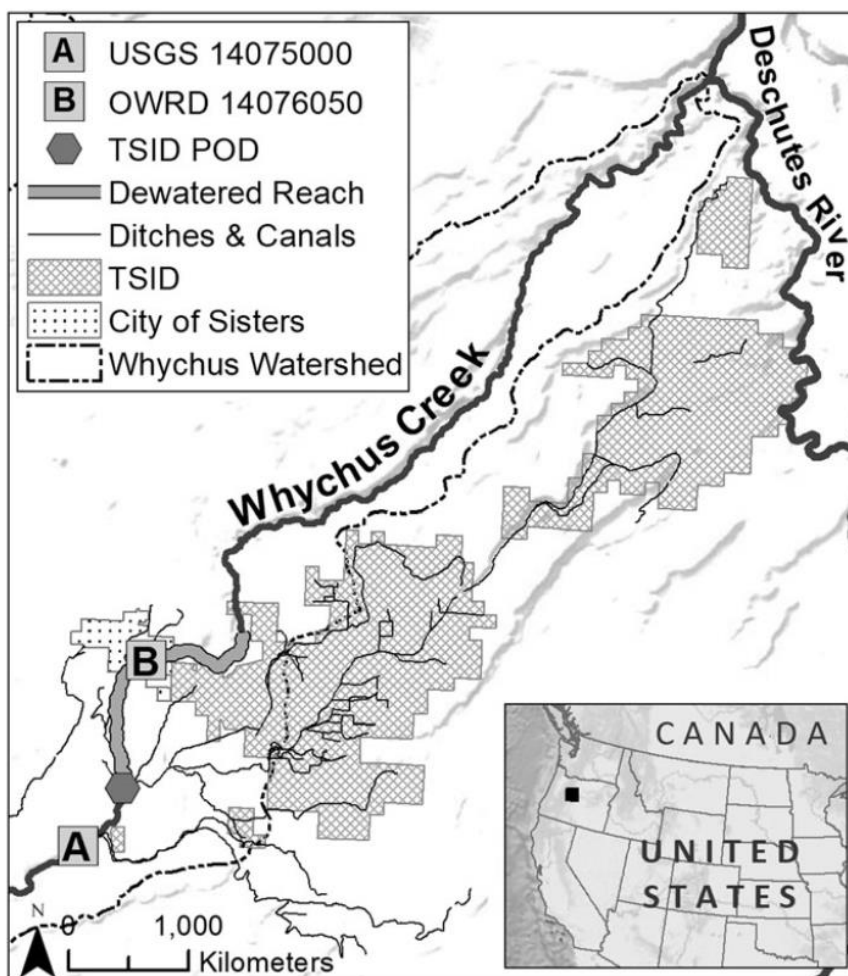 A USGS 14075000
B OWRD 14076050
TSID POD
Dewatered Reach
Ditches & Canals
TSID
City of Sisters
Whychus Watershed
Deschutes River
Whychus Creek
B
A
N
0 1,000
Kilometers
CANADA
UNITED
STATES